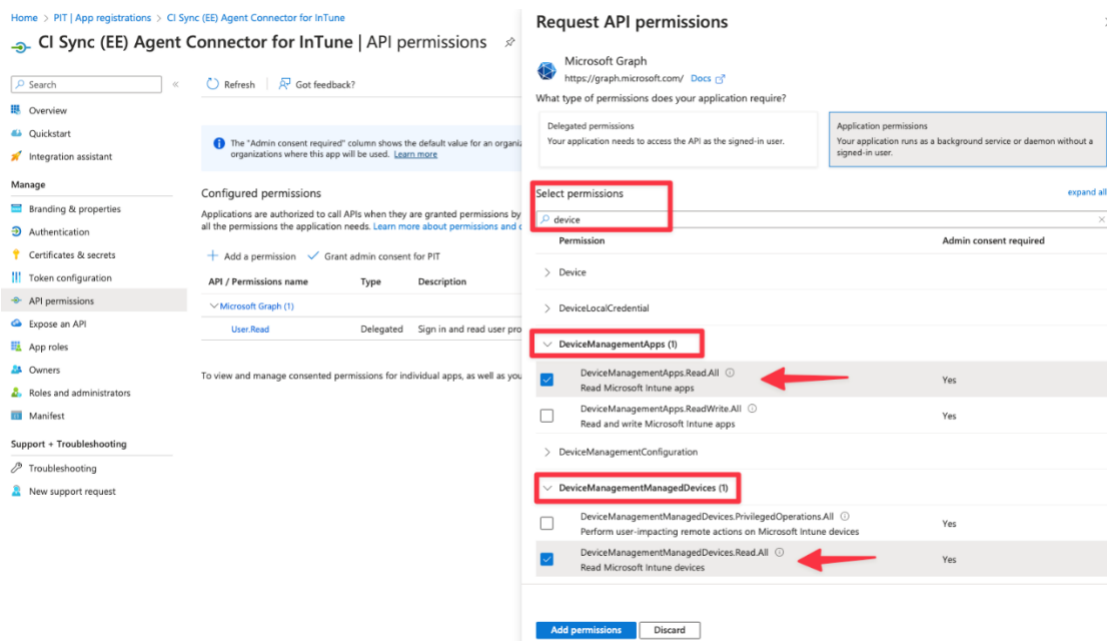 Home > PIT | App registrations > CI Sync (EE) Agent Connector for InTune
CI Sync (EE) Agent Connector for InTune | API permissions
Search
«
Refresh
Got feedback?
Overview
Quickstart
Integration assistant
Manage
Branding & properties
Authentication
Certificates & secrets
Token configuration
API permissions
Expose an API
App roles
Owners
Roles and administrators
Manifest
Support + Troubleshooting
Troubleshooting
New support request
The "Admin consent required" column shows the default value for an organiz
organizations where this app will be used. Learn more
Configured permissions
Applications are authorized to call APIs when they are granted permissions by
all the permissions the application needs. Learn more about permissions and c
Add a permission
Grant admin consent for PIT
API / Permissions name Type Description
Microsoft Graph (1)
User.Read Delegated Sign in and read user pro
To view and manage consented permissions for individual apps, as well as you
Request API permissions
Microsoft Graph
https://graph.microsoft.com/ Docs
What type of permissions does your application require?
Delegated permissions
Your application needs to access the API as the signed-in user.
Application permissions
Your application runs as a background service or daemon without a
signed-in user.
Select permissions
expand all
device
Permission Admin consent required
Device
DeviceLocalCredential
DeviceManagementApps (1)
DeviceManagementApps.Read.All
Read Microsoft Intune apps
Yes
DeviceManagementApps.ReadWrite.All
Read and write Microsoft Intune apps
Yes
DeviceManagementConfiguration
DeviceManagementManagedDevices (1)
DeviceManagementManagedDevices.PrivilegedOperations.All
Perform user-impacting remote actions on Microsoft Intune devices
Yes
DeviceManagementManagedDevices.Read.All
Read Microsoft Intune devices
Yes
Add permissions
Discard